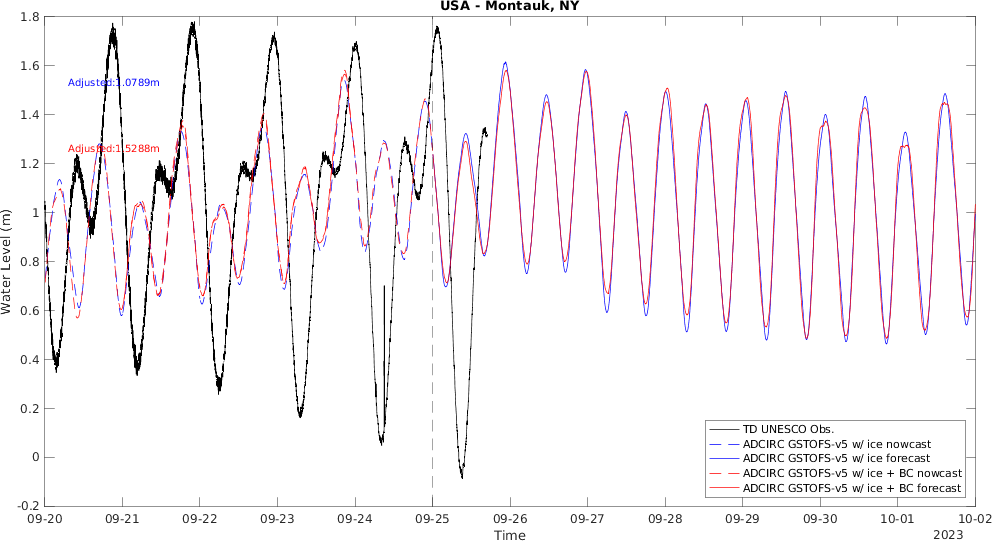 USA - Montauk, NY
Water Level (m)
1.8
1.6
1.4
1.2
1
0.8
0.6
0.4
0.2
0
-0.2
Adjusted:1.0789m
Adjusted:1.5288m
TD UNESCO Obs.
ADCIRC GSTOFS-v5 w/ ice nowcast
ADCIRC GSTOFS-v5 w/ ice forecast
ADCIRC GSTOFS-v5 w/ ice + BC nowcast
ADCIRC GSTOFS-v5 w/ ice + BC forecast
09-20 09-21 09-22 09-23 09-24 09-25 09-26 09-27 09-28 09-29 09-30 10-01 10-02
Time
2023